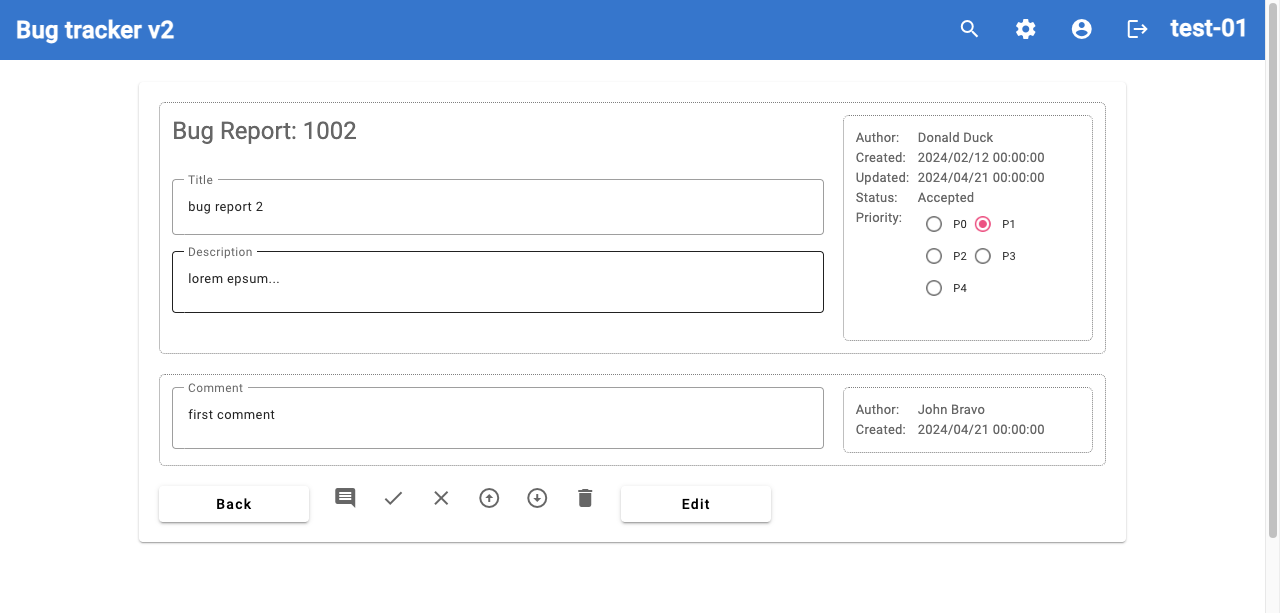 Bug tracker v2
test-01
Bug Report: 1002
Title
bug report 2
Description
lorem epsum...
Author: Donald Duck
Created: 2024/02/12 00:00:00
Updated: 2024/04/21 00:00:00
Status: Accepted
Priority:
P0 P1
P2 P3
P4
Comment
first comment
Author: John Bravo
Created: 2024/04/21 00:00:00
Back
Edit